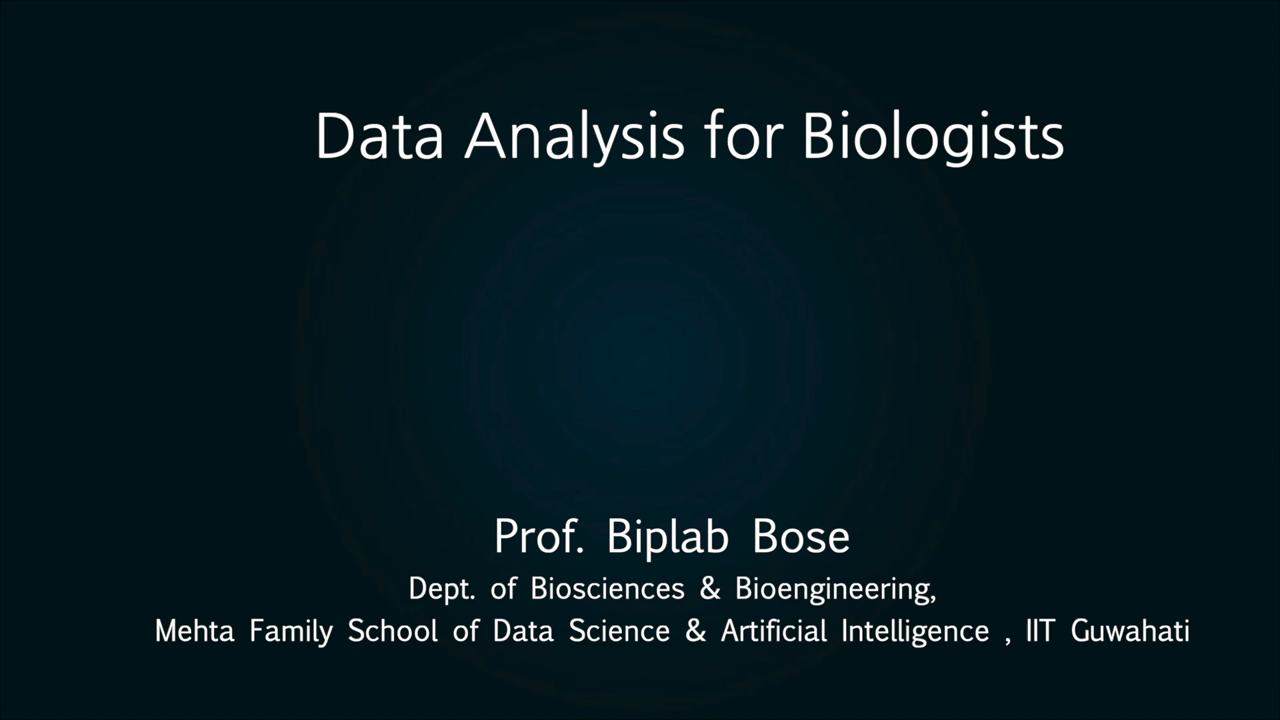 Data Analysis for Biologists
Prof. Biplab Bose
Dept. of Biosciences & Bioengineering,
Mehta Family School of Data Science & Artificial Intelligence , IIT Guwahati